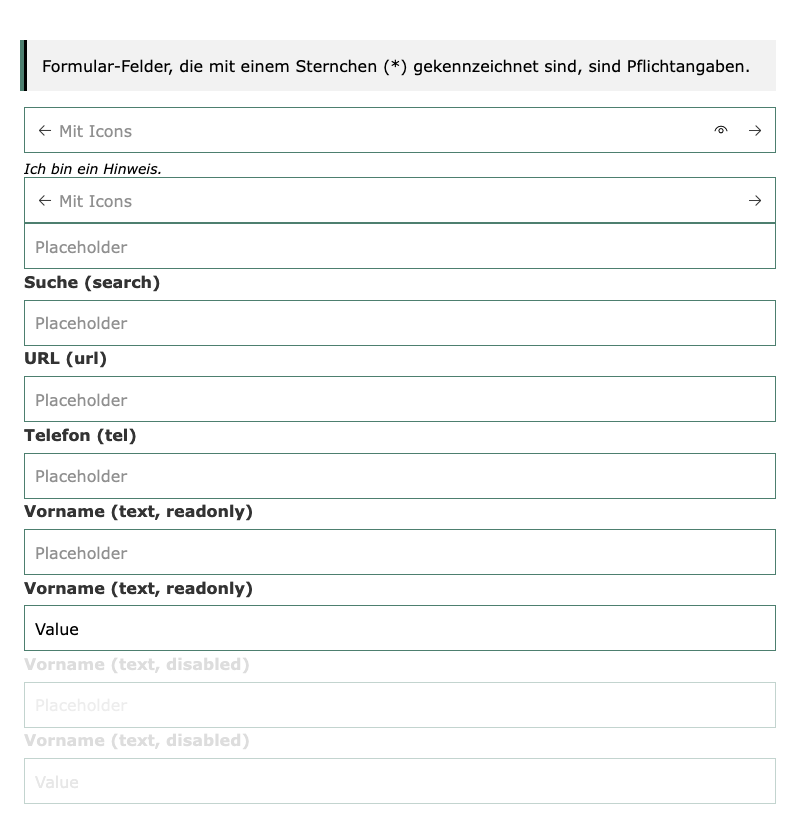 Formular-Felder, die mit einem Sternchen (*) gekennzeichnet sind, sind Pflichtangaben.
Mit Icons
Ich bin ein Hinweis.
Mit Icons
Placeholder
Suche (search)
Placeholder
URL (url)
Placeholder
Telefon (tel)
Placeholder
Vorname (text, readonly)
Placeholder
Vorname (text, readonly)
Value
Vorname (text, disabled)
Placeholder
Vorname (text, disabled)
Value